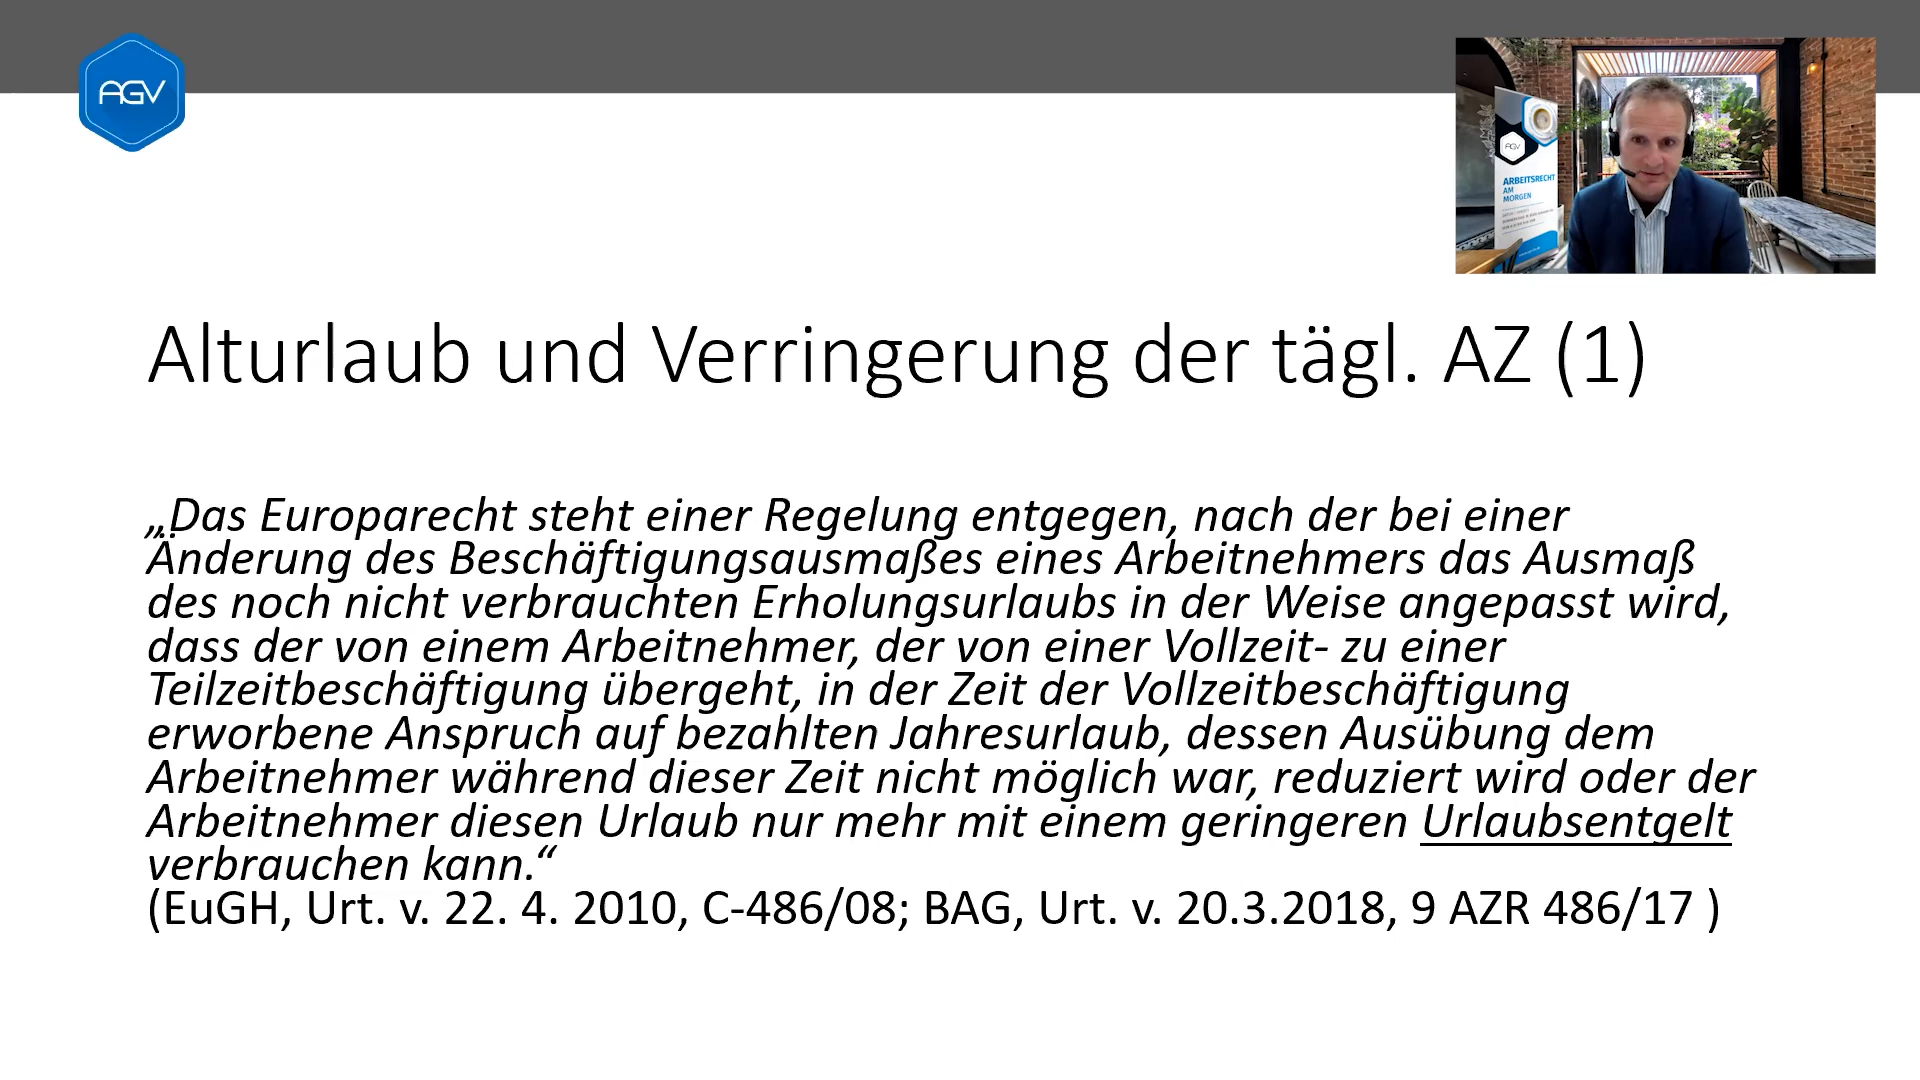 AGV
AGV
ARBEITSRECHT
AM
MORGEN
Alturlaub und Verringerung der tägl. AZ (1)
„Das Europarecht steht einer Regelung entgegen, nach der bei einer
Änderung des Beschäftigungsausmaßes eines Arbeitnehmers das Ausmaß
des noch nicht verbrauchten Erholungsurlaubs in der Weise angepasst wird,
dass der von einem Arbeitnehmer, der von einer Vollzeit- zu einer
Teilzeitbeschäftigung übergeht, in der Zeit der Vollzeitbeschäftigung
erworbene Anspruch auf bezahlten Jahresurlaub, dessen Ausübung dem
Arbeitnehmer während dieser Zeit nicht möglich war, reduziert wird oder der
Arbeitnehmer diesen Urlaub nur mehr mit einem geringeren Urlaubsentgelt
verbrauchen kann.“
(EuGH, Urt. v. 22. 4. 2010, C-486/08; BAG, Urt. v. 20.3.2018, 9 AZR 486/17 )